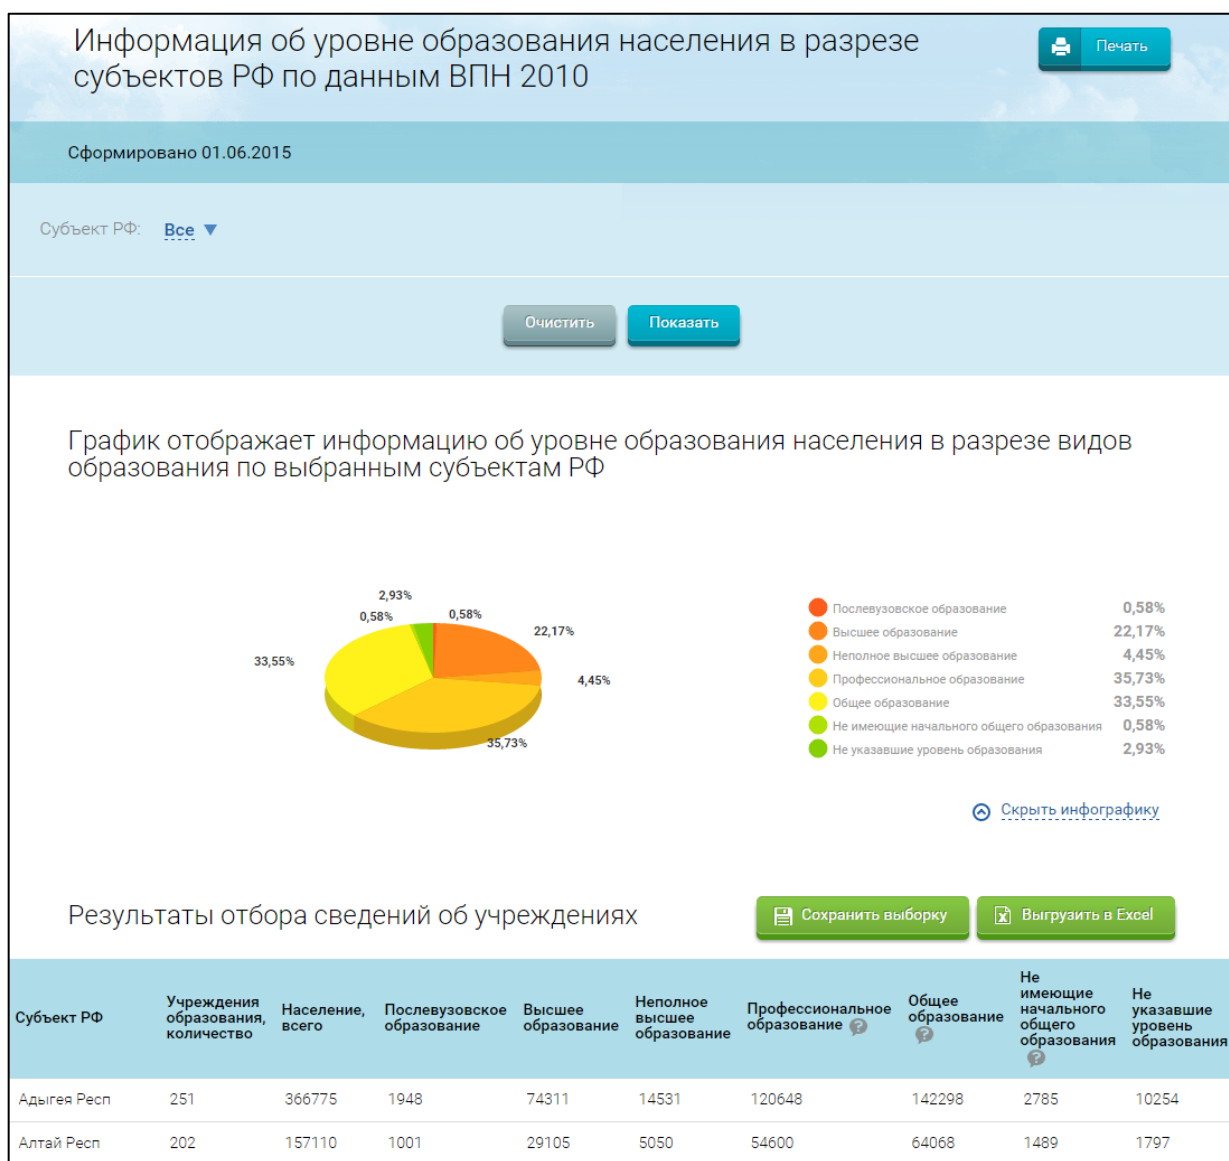 Информация об уровне образования населения в разрезе
субъектов РФ по данным ВПН 2010
Печать
Сформировано 01.06.2015
Субъект РФ: Все
Очистить
Показать
График отображает информацию об уровне образования населения в разрезе видов
образования по выбранным субъектам РФ
2,93%
0,58%
0,58%
22,17%
33,55%
4,45%
35,73%
Послевузовское образование 0,58%
Высшее образование 22,17%
Неполное высшее образование 4,45%
Профессиональное образование 35,73%
Общее образование 33,55%
Не имеющие начального общего образования 0,58%
Не указавшие уровень образования 2,93%
Скрыть инфографику
Результаты отбора сведений об учреждениях
Сохранить выборку
Выгрузить в Excel
Субъект РФ
Учреждения
образования,
количество
Население,
всего
Послевузовское
образование
Высшее
образование
Неполное
высшее
образование
Профессиональное
образование ?
Общее
образование
?
Не
имеющие
начального
общего
образования
?
Не
указавшие
уровень
образования
Адыгея Респ 251 366775 1948 74311 14531 120648 142298 2785 10254
Алтай Респ 202 157110 1001 29105 5050 54600 64068 1489 1797